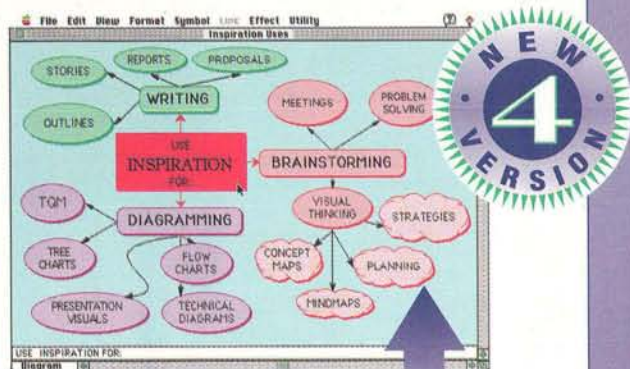 File Edit View Format Symbol Link Effect Utility
Inspiration Uses
NEW
4
VERSION
STORIES
REPORTS
PROPOSALS
WRITING
OUTLINES
MEETINGS
PROBLEM
SOLVING
USE
INSPIRATION
FOR:
BRAINSTORMING
TQM
DIAGRAMMING
VISUAL
THINKING
STRATEGIES
TREE
CHARTS
FLOW
CHARTS
CONCEPT
MAPS
PLANNING
PRESENTATION
VISUALS
TECHNICAL
DIAGRAMS
MINDMAPS
USE INSPIRATION FOR:
Diagram